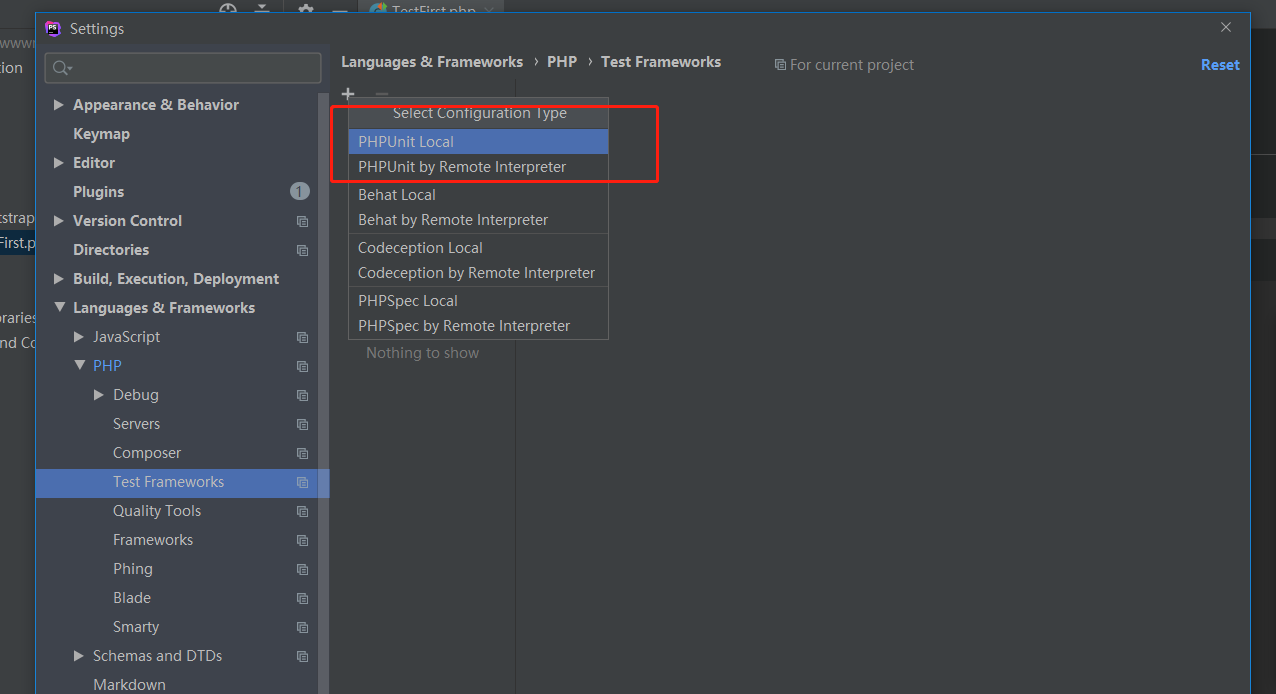 TestFirst.php
PS
Settings
wwwr
tion
Languages & Frameworks › PHP › Test Frameworks
For current project
Reset
Select Configuration Type
PHPUnit Local
PHPUnit by Remote Interpreter
Behat Local
Behat by Remote Interpreter
Codeception Local
Codeception by Remote Interpreter
PHPSpec Local
PHPSpec by Remote Interpreter
Nothing to show
Appearance & Behavior
Keymap
Editor
Plugins
1
Version Control
Directories
Build, Execution, Deployment
Languages & Frameworks
JavaScript
PHP
Debug
Servers
Composer
Test Frameworks
Quality Tools
Frameworks
Phing
Blade
Smarty
Schemas and DTDs
Markdown
tstrap
First.p
oraries
nd Co